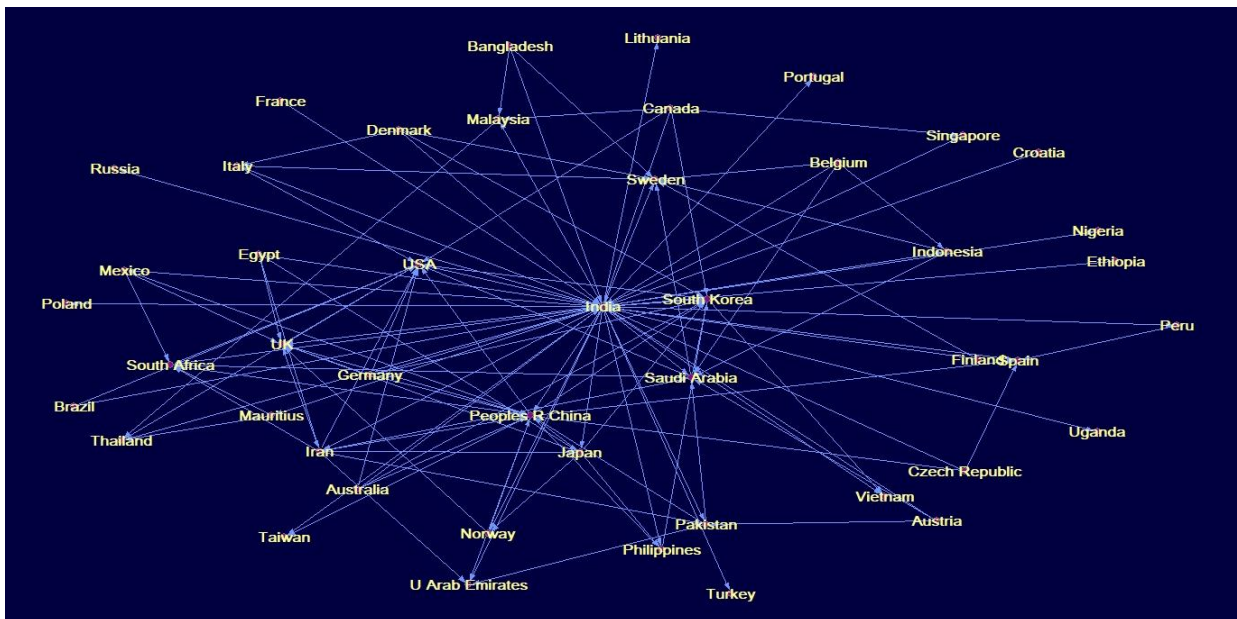 Lithuania
Bangladesh
Portugal
France
Canada
Malaysia
Denmark
Singapore
Croatia
Belgium
Italy
Russia
Sweden
Nigeria
Indonesia
Egypt
Ethiopia
USA
Mexico
South Korea
Poland
India
Peru
UK
Finland
Spain
South Africa
Germany
Saudi Arabia
Brazil
Mauritius
Peoples R China
Uganda
Thailand
Iran
Japan
Czech Republic
Australia
Vietnam
Austria
Pakistan
Norway
Taiwan
Philippines
U Arab Emirates
Turkey